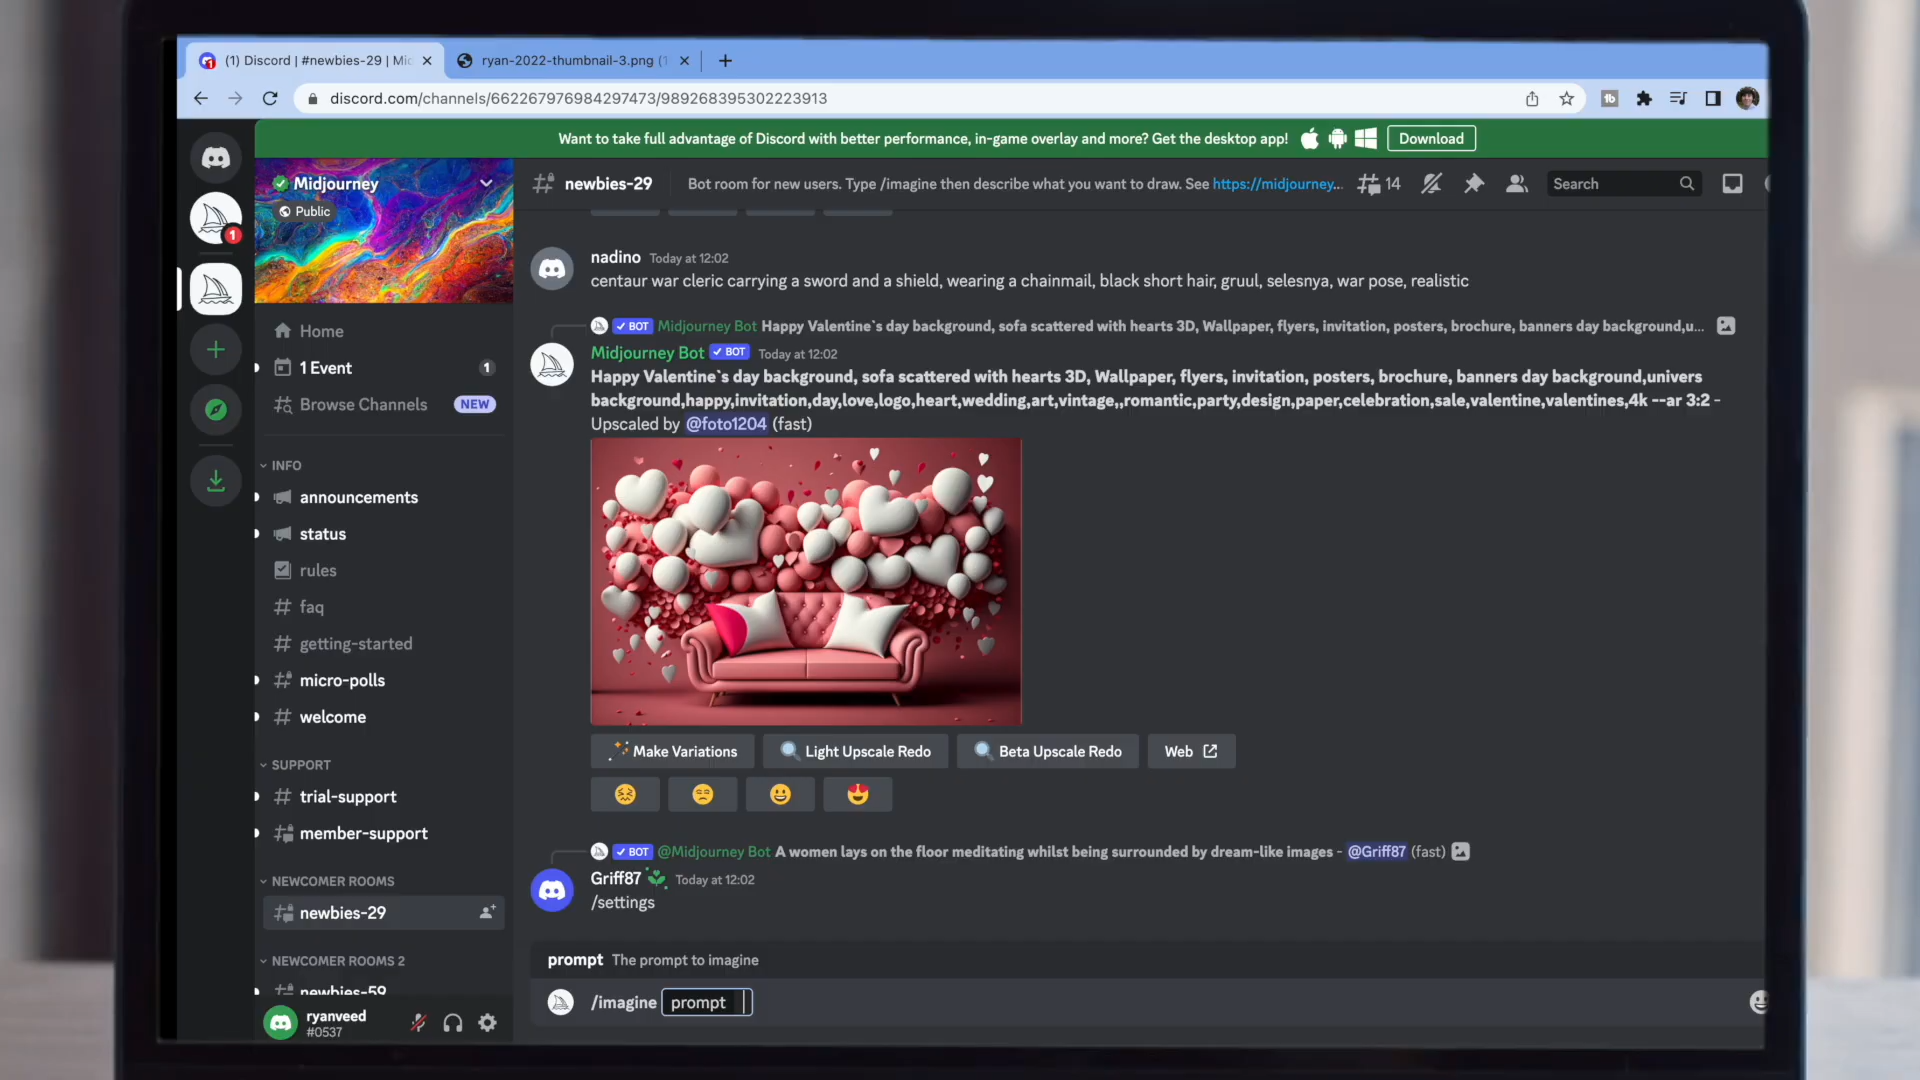 (1) Discord | #newbies-29 | Mic
ryan-2022-thumbnail-3.png (1
discord.com/channels/662267976984297473/989268395302223913
Want to take full advantage of Discord with better performance, in-game overlay and more? Get the desktop app!
Download
Midjourney
Public
newbies-29
Bot room for new users. Type /imagine then describe what you want to draw. See https://midjourney...
14
Search
1
Home
1 Event
1
Browse Channels
NEW
INFO
announcements
status
rules
faq
getting-started
micro-polls
welcome
SUPPORT
trial-support
member-support
NEWCOMER ROOMS
newbies-29
NEWCOMER ROOMS 2
newbies-59
ryanveed
#0537
nadino Today at 12:02
centaur war cleric carrying a sword and a shield, wearing a chainmail, black short hair, gruul, selesnya, war pose, realistic
BOT Midjourney Bot Happy Valentine`s day background, sofa scattered with hearts 3D, Wallpaper, flyers, invitation, posters, brochure, banners day background,u...
Midjourney Bot BOT Today at 12:02
Happy Valentine`s day background, sofa scattered with hearts 3D, Wallpaper, flyers, invitation, posters, brochure, banners day background,univers
background,happy,invitation,day,love,logo,heart,wedding,art,vintage,,romantic,party,design,paper,celebration,sale,valentine,valentines,4k --ar 3:2 -
Upscaled by @foto1204 (fast)
Make Variations
Light Upscale Redo
Beta Upscale Redo
Web
BOT @Midjourney Bot A women lays on the floor meditating whilst being surrounded by dream-like images - @Griff87 (fast)
Griff87 Today at 12:02
/settings
prompt The prompt to imagine
/imagine prompt